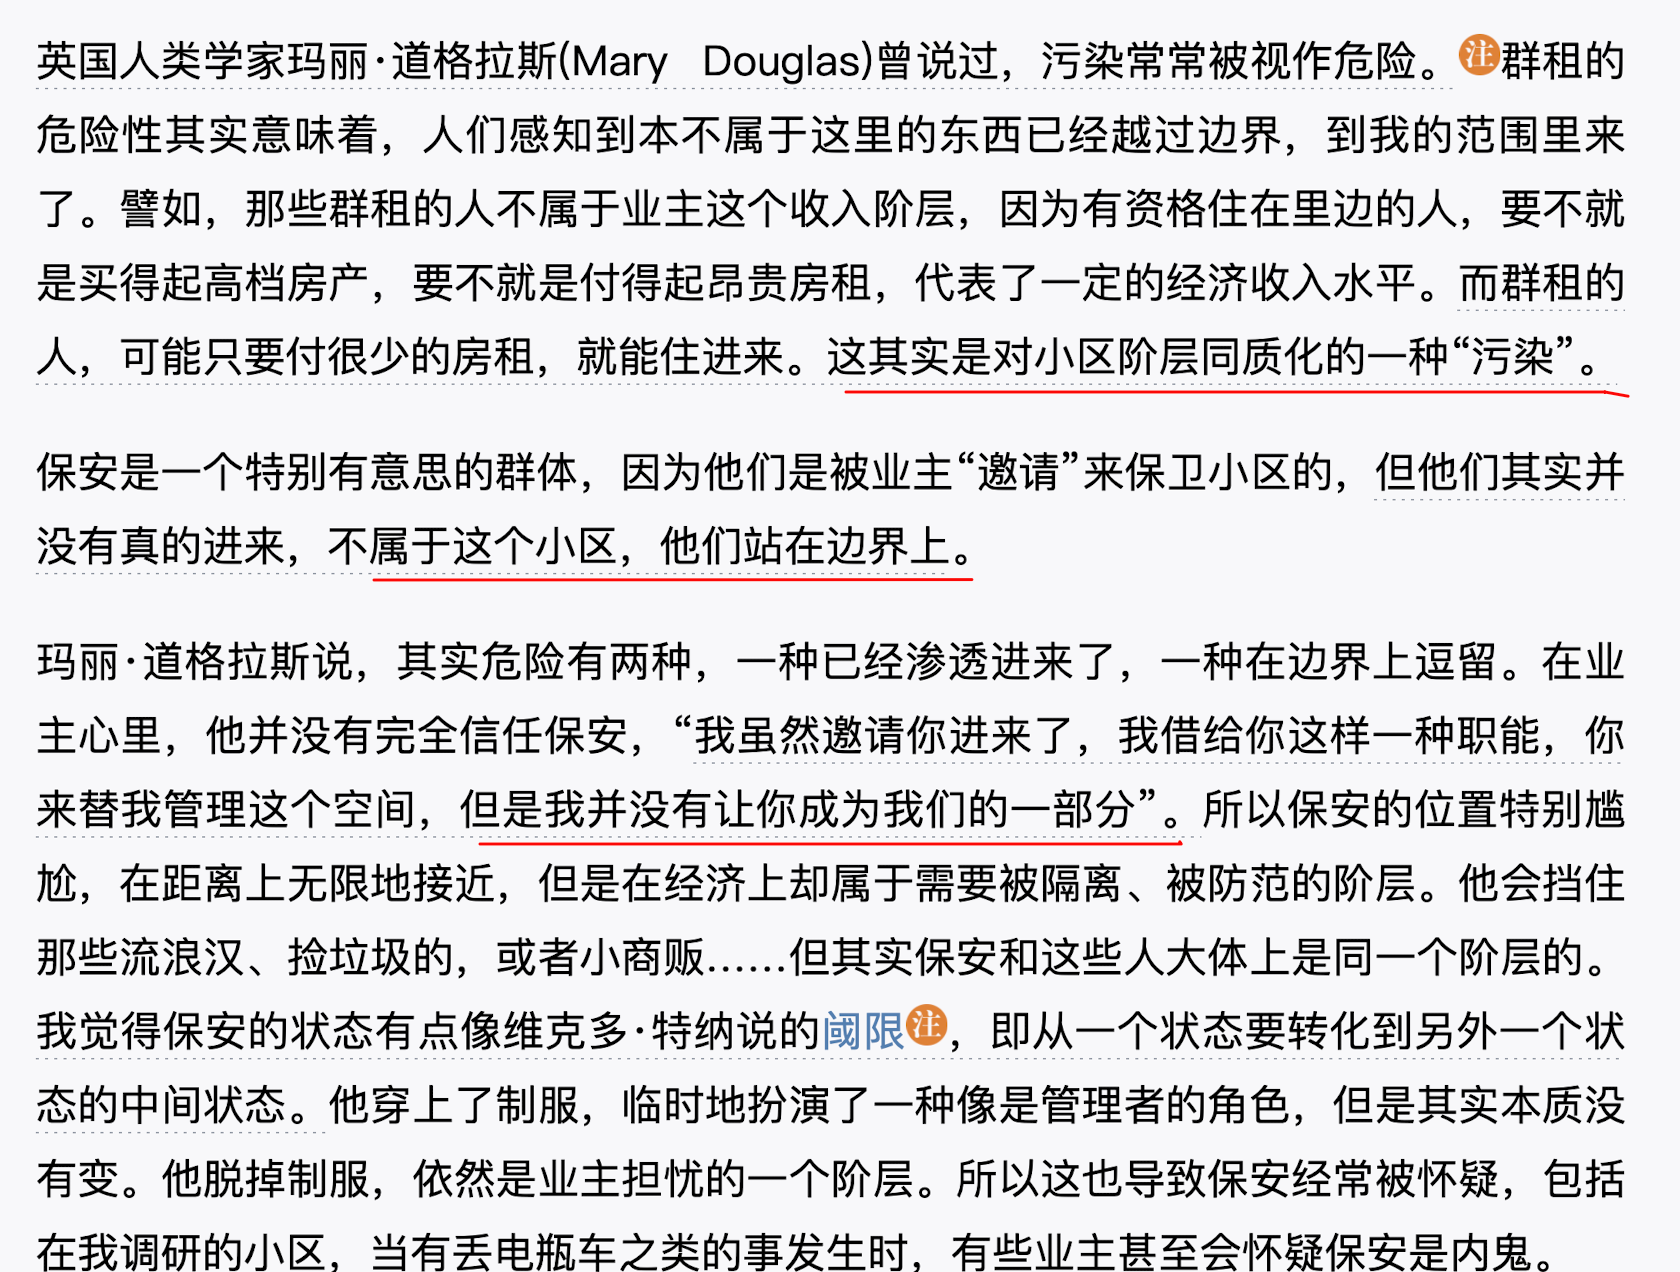 英国人类学家玛丽·道格拉斯(Mary Douglas)曾说过，污染常常被视作危险。注群租的
危险性其实意味着，人们感知到本不属于这里的东西已经越过边界，到我的范围里来
了。譬如，那些群租的人不属于业主这个收入阶层，因为有资格住在里边的人，要不就
是买得起高档房产，要不就是付得起昂贵房租，代表了一定的经济收入水平。而群租的
人，可能只要付很少的房租，就能住进来。这其实是对小区阶层同质化的一种“污染”。
保安是一个特别有意思的群体，因为他们是被业主“邀请”来保卫小区的，但他们其实并
没有真的进来，不属于这个小区，他们站在边界上。
玛丽·道格拉斯说，其实危险有两种，一种已经渗透进来了，一种在边界上逗留。在业
主心里，他并没有完全信任保安，“我虽然邀请你进来了，我借给你这样一种职能，你
来替我管理这个空间，但是我并没有让你成为我们的一部分”。所以保安的位置特别尴
尬，在距离上无限地接近，但是在经济上却属于需要被隔离、被防范的阶层。他会挡住
那些流浪汉、捡垃圾的，或者小商贩……但其实保安和这些人大体上是同一个阶层的。
我觉得保安的状态有点像维克多·特纳说的阈限注，即从一个状态要转化到另外一个状
态的中间状态。他穿上了制服，临时地扮演了一种像是管理者的角色，但是其实本质没
有变。他脱掉制服，依然是业主担忧的一个阶层。所以这也导致保安经常被怀疑，包括
在我调研的小区，当有丢电瓶车之类的事发生时，有些业主甚至会怀疑保安是内鬼。